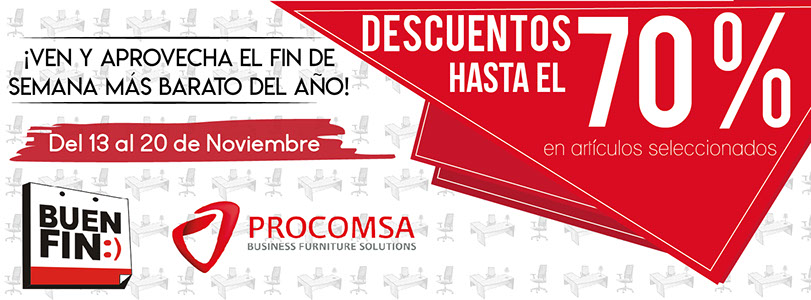 ¡VEN Y APROVECHA EL FIN DE
SEMANA MÁS BARATO DEL AÑO!
Del 13 al 20 de Noviembre
BUEN
FIN:)
PROCOMSA
BUSINESS FURNITURE SOLUTIONS
DESCUENTOS
HASTA EL
70%
en artículos seleccionados